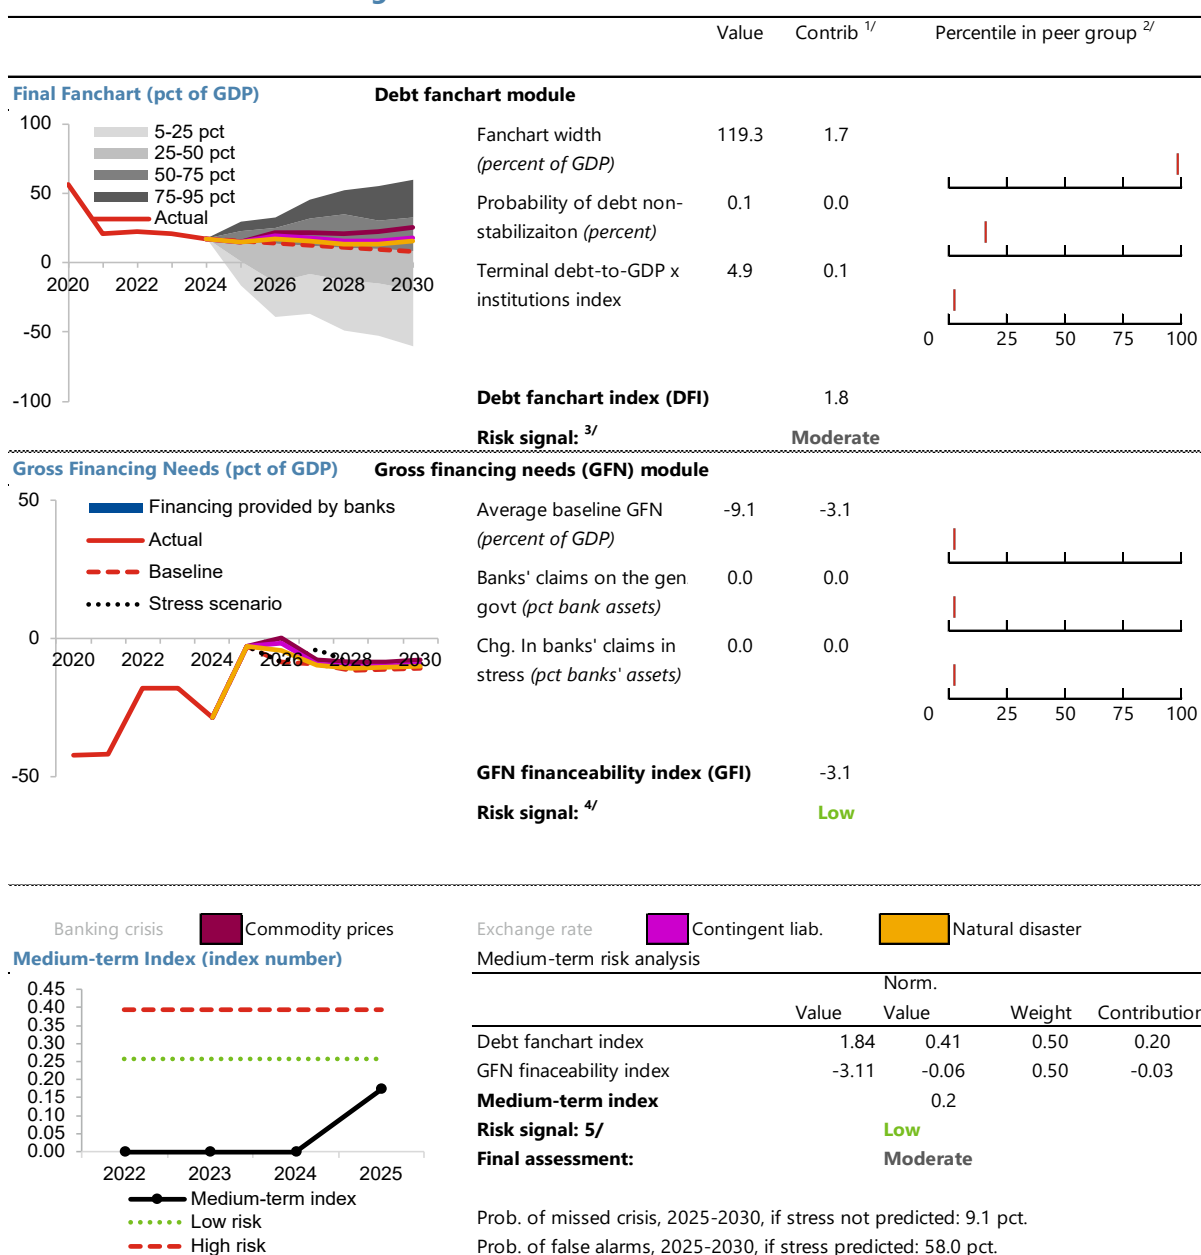 Value Contrib 1/ Percentile in peer group 2/
Final Fanchart (pct of GDP) Debt fanchart module
100
50
0
-50
-100
5-25 pct
25-50 pct
50-75 pct
75-95 pct
Actual
2020 2022 2024 2026 2028 2030
Fanchart width 119.3 1.7
(percent of GDP)
Probability of debt non- 0.1 0.0
stabilizaiton (percent)
Terminal debt-to-GDP x 4.9 0.1
institutions index
0 25 50 75 100
Debt fanchart index (DFI) 1.8
Risk signal: 3/ Moderate
Gross Financing Needs (pct of GDP) Gross financing needs (GFN) module
50
0
-50
Financing provided by banks
Actual
Baseline
Stress scenario
2020 2022 2024 2026 2028 2030
Average baseline GFN -9.1 -3.1
(percent of GDP)
Banks' claims on the gen. 0.0 0.0
govt (pct bank assets)
Chg. In banks' claims in 0.0 0.0
stress (pct banks' assets)
0 25 50 75 100
GFN financeability index (GFI) -3.1
Risk signal: 4/ Low
Banking crisis Commodity prices Exchange rate Contingent liab. Natural disaster
Medium-term Index (index number) Medium-term risk analysis
0.45
0.40
0.35
0.30
0.25
0.20
0.15
0.10
0.05
0.00
2022 2023 2024 2025
Medium-term index
Low risk
High risk
Norm.
Value Value Weight Contribution
Debt fanchart index 1.84 0.41 0.50 0.20
GFN finaceability index -3.11 -0.06 0.50 -0.03
Medium-term index 0.2
Risk signal: 5/ Low
Final assessment: Moderate
Prob. of missed crisis, 2025-2030, if stress not predicted: 9.1 pct.
Prob. of false alarms, 2025-2030, if stress predicted: 58.0 pct.